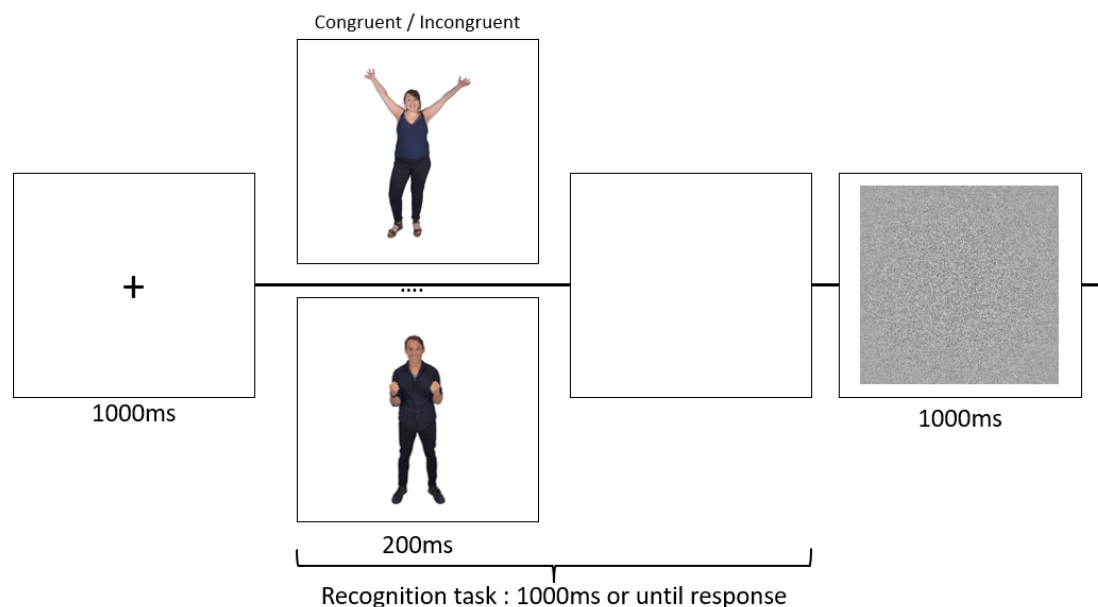 Congruent / Incongruent
+
....
1000ms
1000ms
200ms
Recognition task : 1000ms or until response